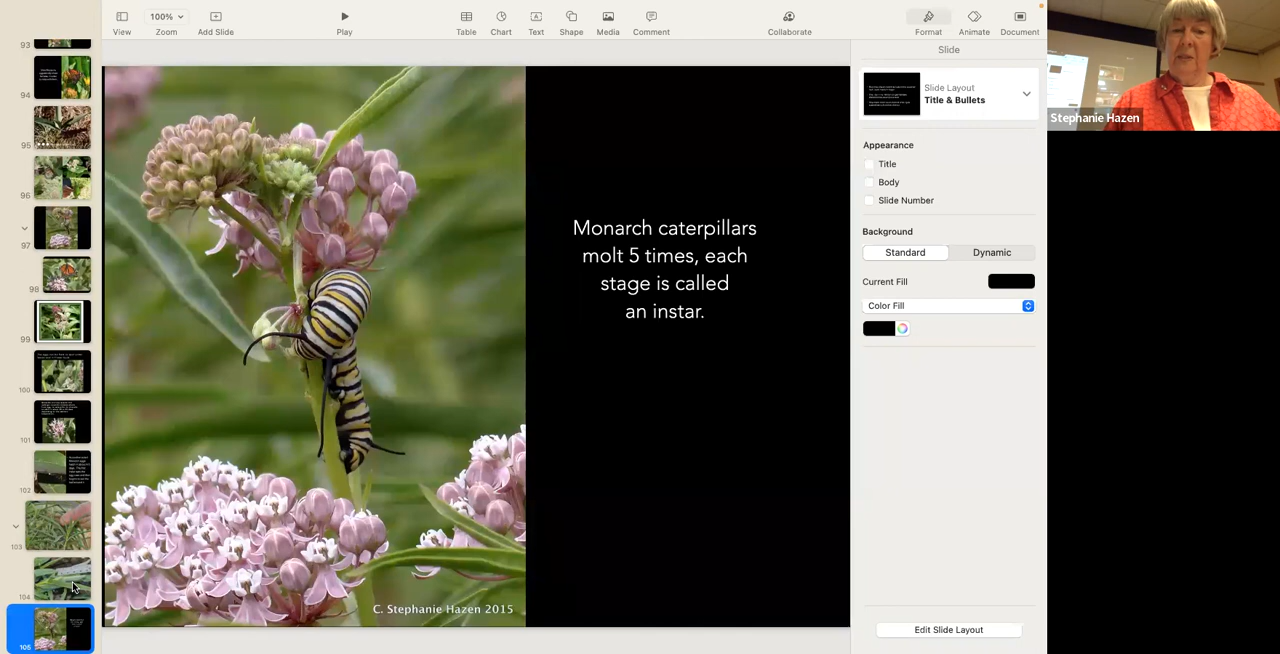 100%
View
Zoom
Add Slide
Play
Table
Chart
Text
Shape
Media
Comment
Collaborate
Format
Animate
Document
93
94
95
96
97
98
99
100
101
102
103
104
105
Monarch caterpillars
molt 5 times, each
stage is called
an instar.
C. Stephanie Hazen 2015
Slide
Slide Layout
Title & Bullets
Appearance
Title
Body
Slide Number
Background
Standard
Dynamic
Current Fill
Color Fill
Edit Slide Layout
Stephanie Hazen